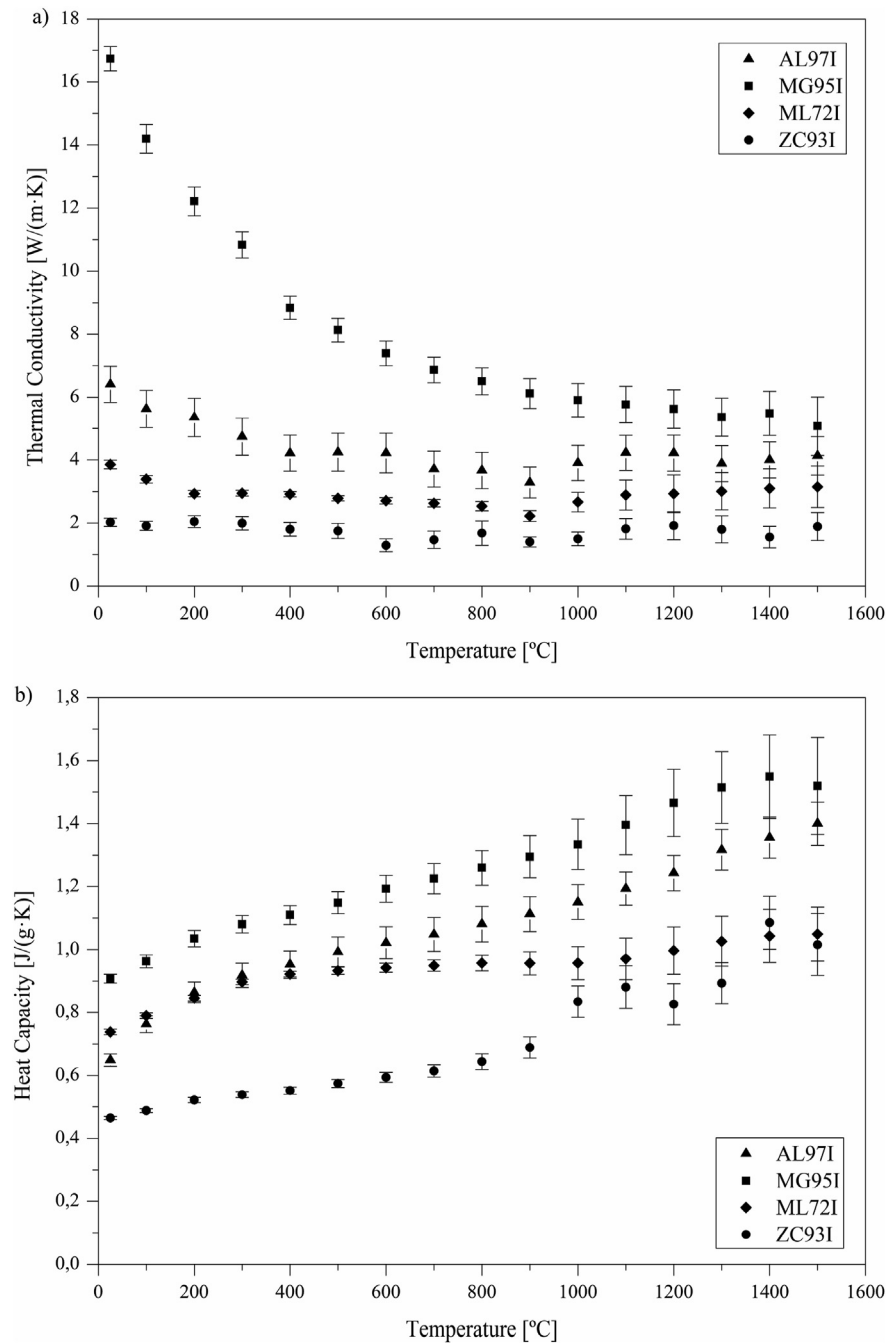 a)
18
16
14
12
10
8
6
4
2
0
Thermal Conductivity [W/(m·K)]
AL97I
MG95I
ML72I
ZC93I
0 200 400 600 800 1000 1200 1400 1600
Temperature [ºC]
b)
1,8
1,6
1,4
1,2
1,0
0,8
0,6
0,4
0,2
0,0
Heat Capacity [J/(g·K)]
AL97I
MG95I
ML72I
ZC93I
0 200 400 600 800 1000 1200 1400 1600
Temperature [ºC]